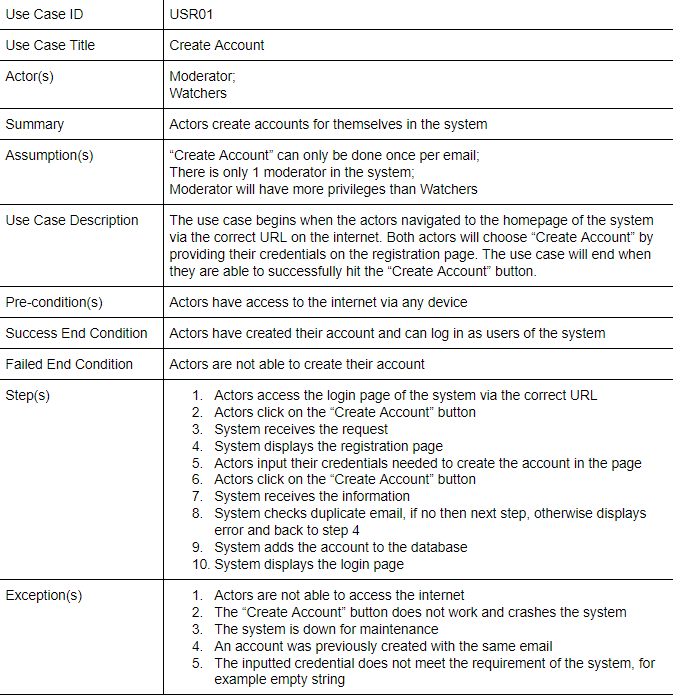 Use Case ID USR01
Use Case Title Create Account
Actor(s) Moderator;
Watchers
Summary Actors create accounts for themselves in the system
Assumption(s) “Create Account” can only be done once per email;
There is only 1 moderator in the system;
Moderator will have more privileges than Watchers
Use Case Description The use case begins when the actors navigated to the homepage of the system
via the correct URL on the internet. Both actors will choose “Create Account” by
providing their credentials on the registration page. The use case will end when
they are able to successfully hit the “Create Account” button.
Pre-condition(s) Actors have access to the internet via any device
Success End Condition Actors have created their account and can log in as users of the system
Failed End Condition Actors are not able to create their account
Step(s) 1. Actors access the login page of the system via the correct URL
2. Actors click on the “Create Account” button
3. System receives the request
4. System displays the registration page
5. Actors input their credentials needed to create the account in the page
6. Actors click on the “Create Account” button
7. System receives the information
8. System checks duplicate email, if no then next step, otherwise displays
error and back to step 4
9. System adds the account to the database
10. System displays the login page
Exception(s) 1. Actors are not able to access the internet
2. The “Create Account” button does not work and crashes the system
3. The system is down for maintenance
4. An account was previously created with the same email
5. The inputted credential does not meet the requirement of the system, for
example empty string